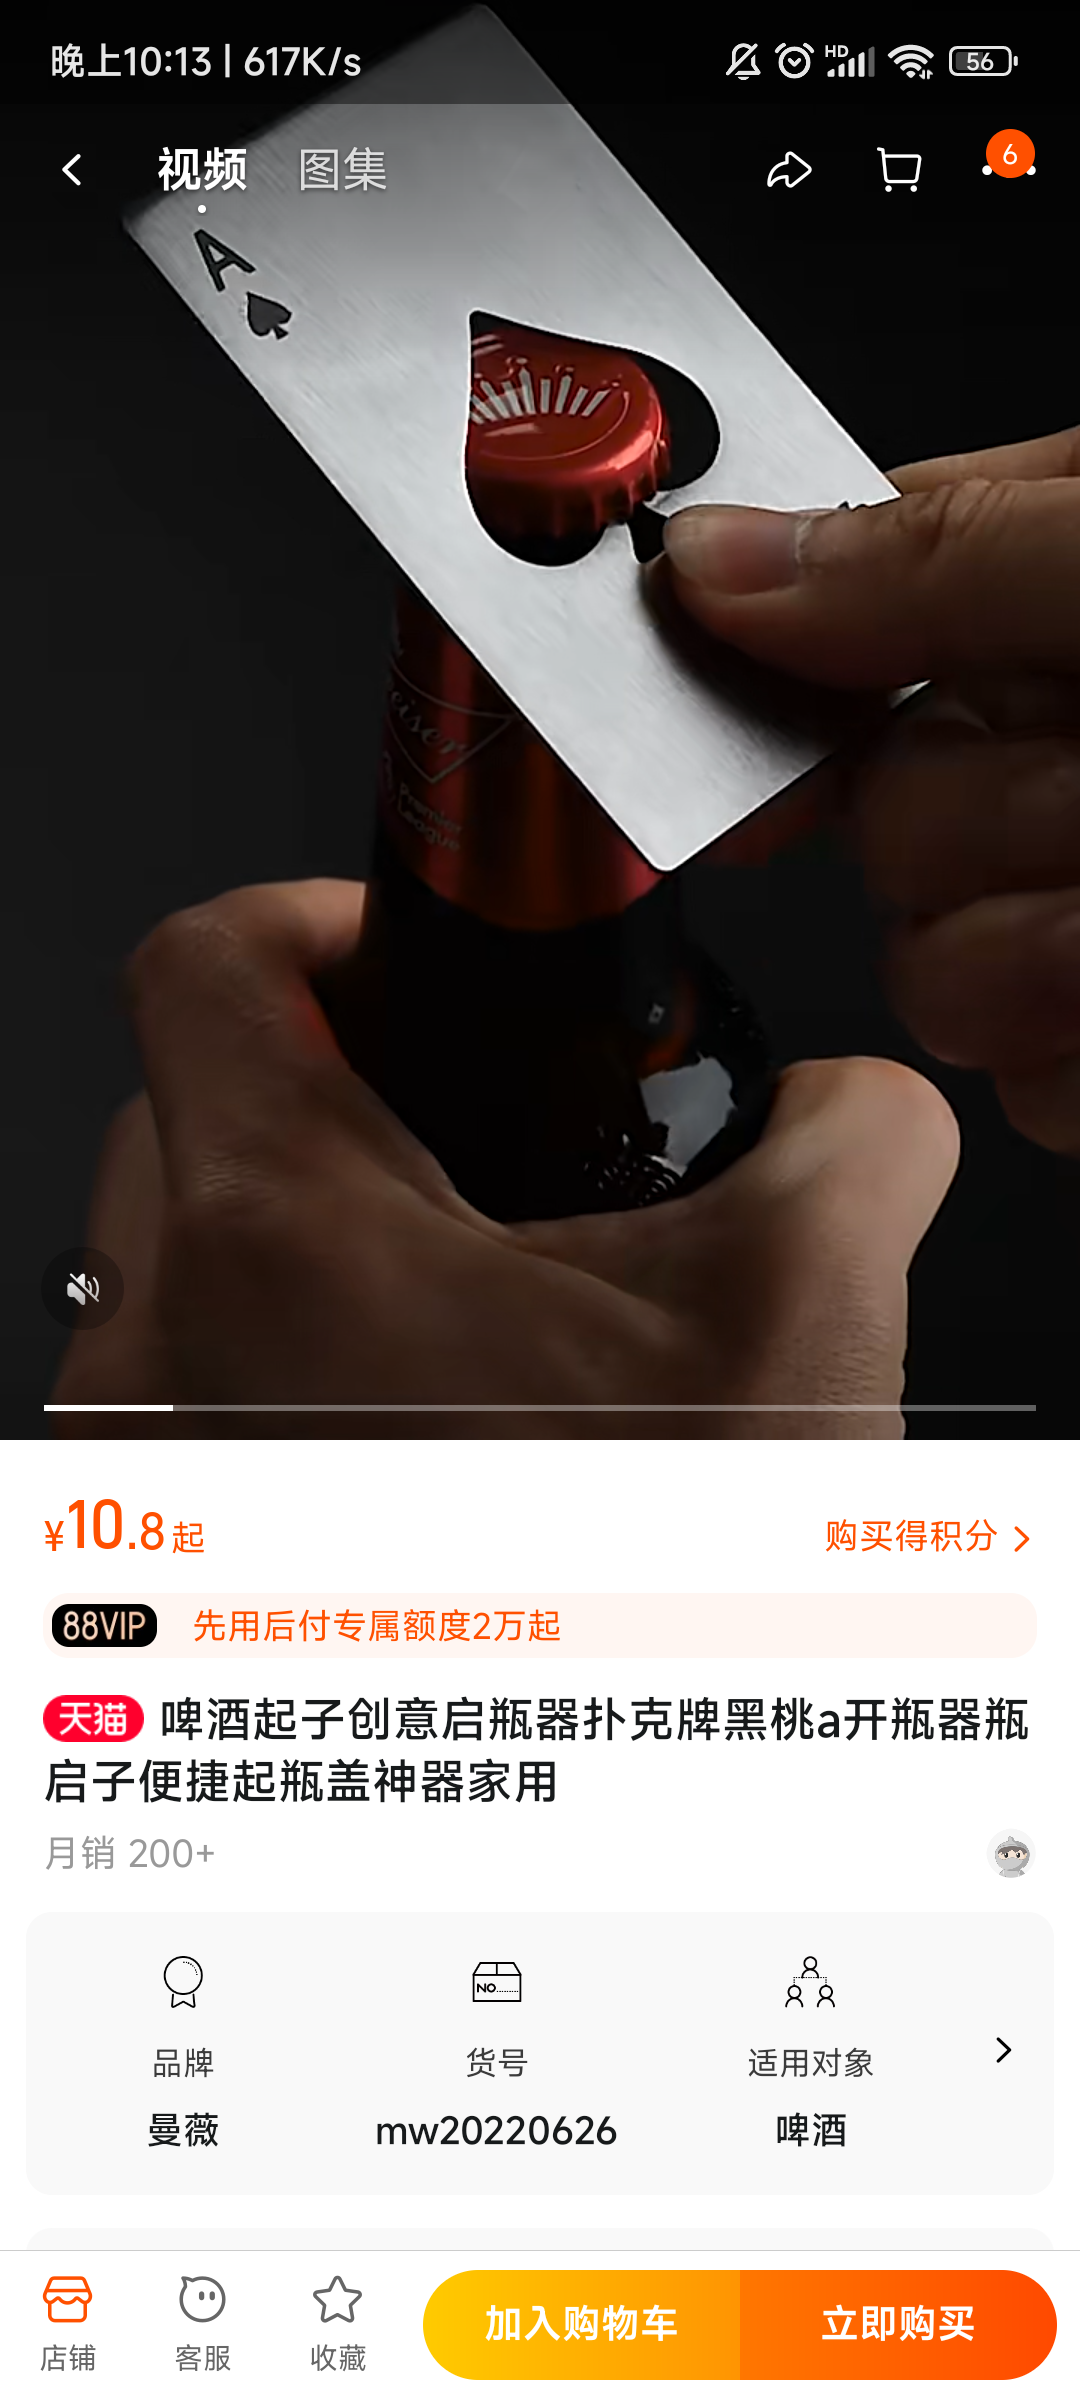 晚上10:13 | 617K/s
HD
56
视频
图集
6
A
eiser
Premier
League
¥10.8起
购买得积分
88VIP
先用后付专属额度2万起
天猫 啤酒起子创意启瓶器扑克牌黑桃a开瓶器瓶
启子便捷起瓶盖神器家用
月销 200+
NO
品牌
货号
适用对象
曼薇
mw20220626
啤酒
店铺
客服
收藏
加入购物车
立即购买